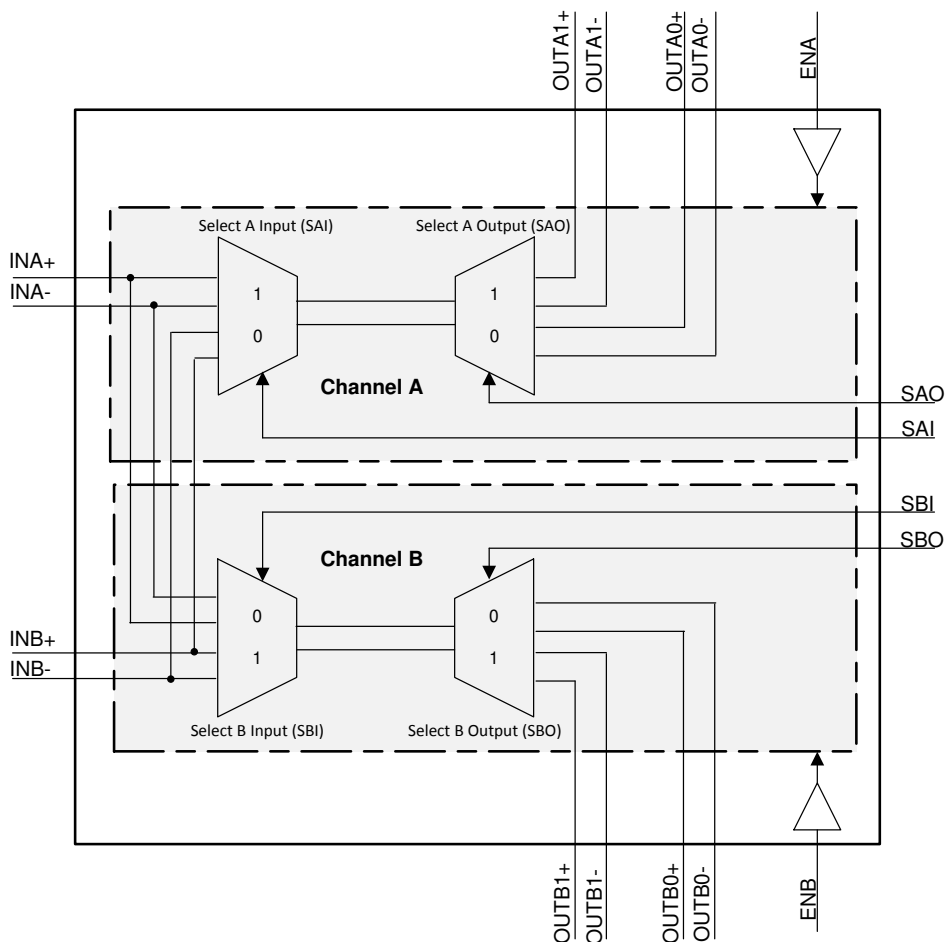 OUTA1+
OUTA1-
OUTA0+
OUTA0-
ENA
Select A Input (SAI)
Select A Output (SAO)
INA+
INA-
1
0
1
0
Channel A
SAO
SAI
SBI
SBO
Channel B
0
1
0
1
INB+
INB-
Select B Input (SBI)
Select B Output (SBO)
OUTB1+
OUTB1-
OUTB0+
OUTB0-
ENB